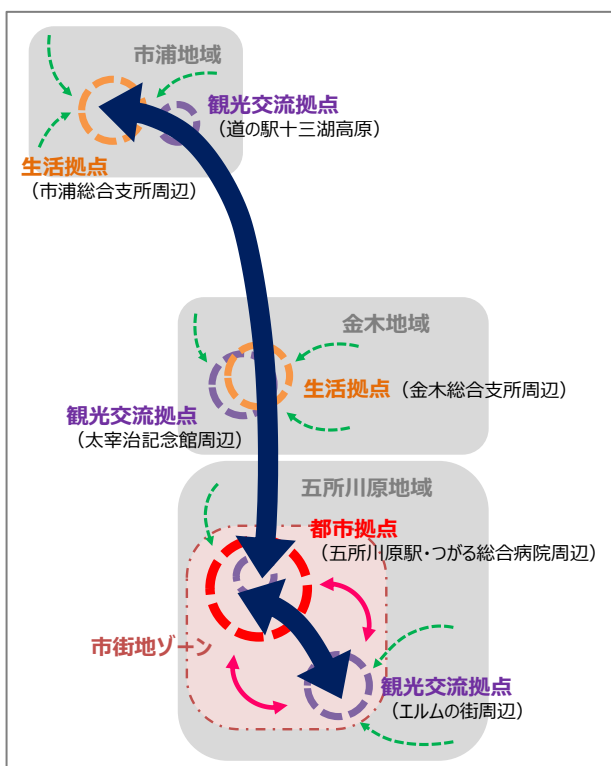 市浦地域
観光交流拠点
（道の駅十三湖高原）
生活拠点
（市浦総合支所周辺）
金木地域
生活拠点（金木総合支所周辺）
観光交流拠点
（太宰治記念館周辺）
五所川原地域
都市拠点
（五所川原駅・つがる総合病院周辺）
市街地ゾーン
観光交流拠点
（エルムの街周辺）